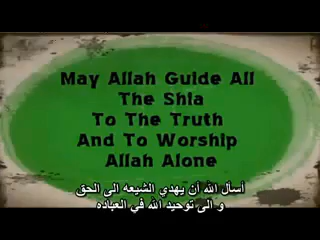 May Allah Guide All
The Shia
To The Truth
And To Worship
Allah Alone
أسأل الله أن يهدي الشيعه الى الحق
و الى توحيد الله في العباده